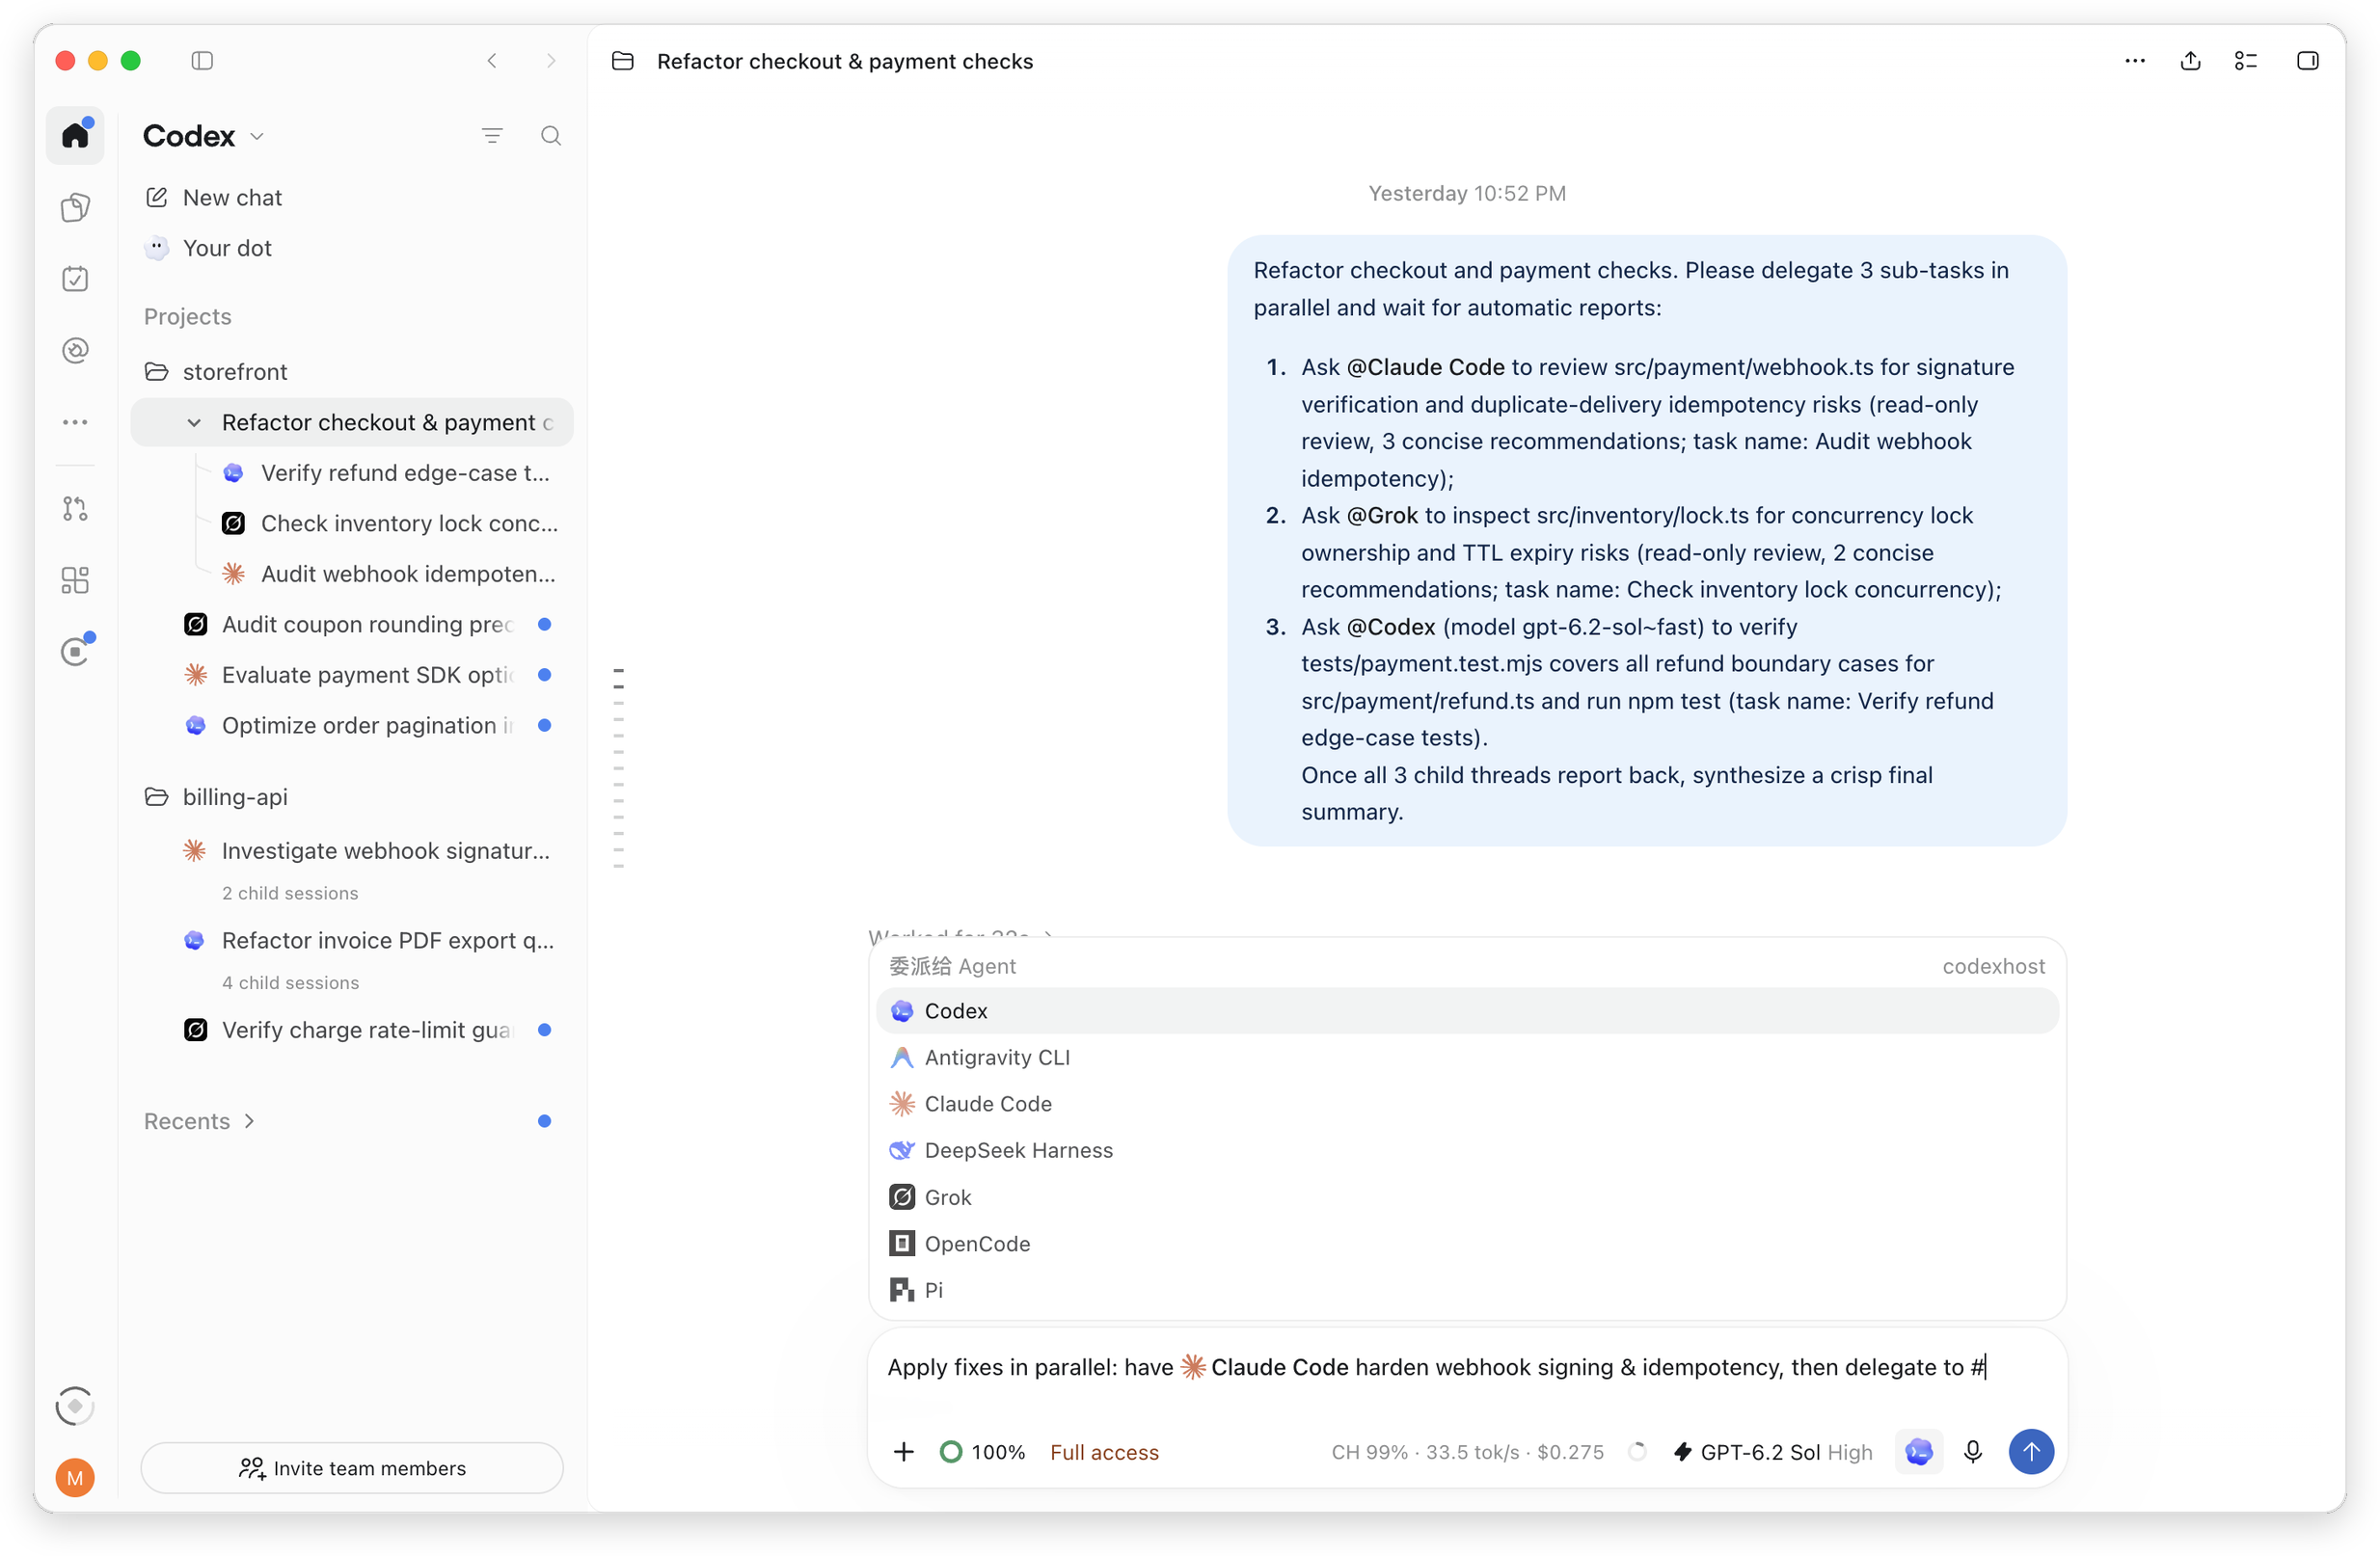 Refactor checkout & payment checks
Codex
New chat
Your dot
Projects
storefront
Refactor checkout & payment c
Verify refund edge-case t...
Check inventory lock conc...
Audit webhook idempoten...
Audit coupon rounding prec
Evaluate payment SDK optic
Optimize order pagination in
billing-api
Investigate webhook signatur...
2 child sessions
Refactor invoice PDF export q...
4 child sessions
Verify charge rate-limit guar
Recents
M
Invite team members
Yesterday 10:52 PM
Refactor checkout and payment checks. Please delegate 3 sub-tasks in
parallel and wait for automatic reports:
1. Ask @Claude Code to review src/payment/webhook.ts for signature
verification and duplicate-delivery idempotency risks (read-only
review, 3 concise recommendations; task name: Audit webhook
idempotency);
2. Ask @Grok to inspect src/inventory/lock.ts for concurrency lock
ownership and TTL expiry risks (read-only review, 2 concise
recommendations; task name: Check inventory lock concurrency);
3. Ask @Codex (model gpt-6.2-sol~fast) to verify
tests/payment.test.mjs covers all refund boundary cases for
src/payment/refund.ts and run npm test (task name: Verify refund
edge-case tests).
Once all 3 child threads report back, synthesize a crisp final
summary.
Worked for
委派给 Agent codexhost
Codex
Antigravity CLI
Claude Code
DeepSeek Harness
Grok
OpenCode
Pi
Apply fixes in parallel: have Claude Code harden webhook signing & idempotency, then delegate to #
100% Full access CH 99% · 33.5 tok/s · $0.275 GPT-6.2 Sol High